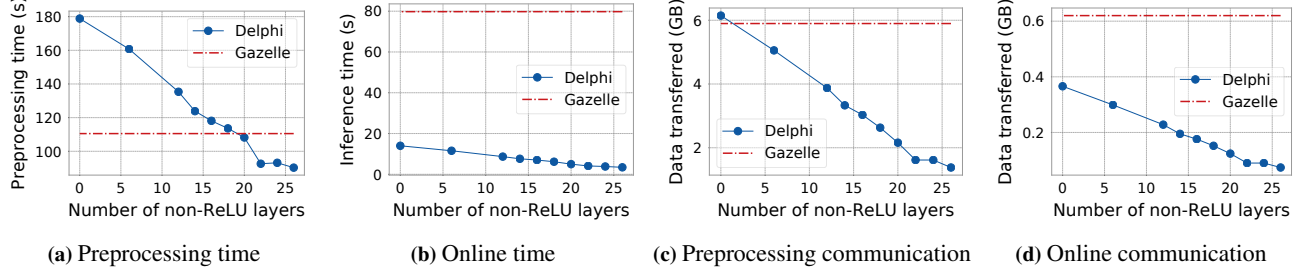 Preprocessing time (s)
180
160
140
120
100
0
5
10
15
20
25
Delphi
Gazelle
Number of non-ReLU layers
(a) Preprocessing time
Inference time (s)
80
60
40
20
0
0
5
10
15
20
25
Delphi
Gazelle
Number of non-ReLU layers
(b) Online time
Data transferred (GB)
6
4
2
0
5
10
15
20
25
Delphi
Gazelle
Number of non-ReLU layers
(c) Preprocessing communication
Data transferred (GB)
0.6
0.4
0.2
0
5
10
15
20
25
Delphi
Gazelle
Number of non-ReLU layers
(d) Online communication